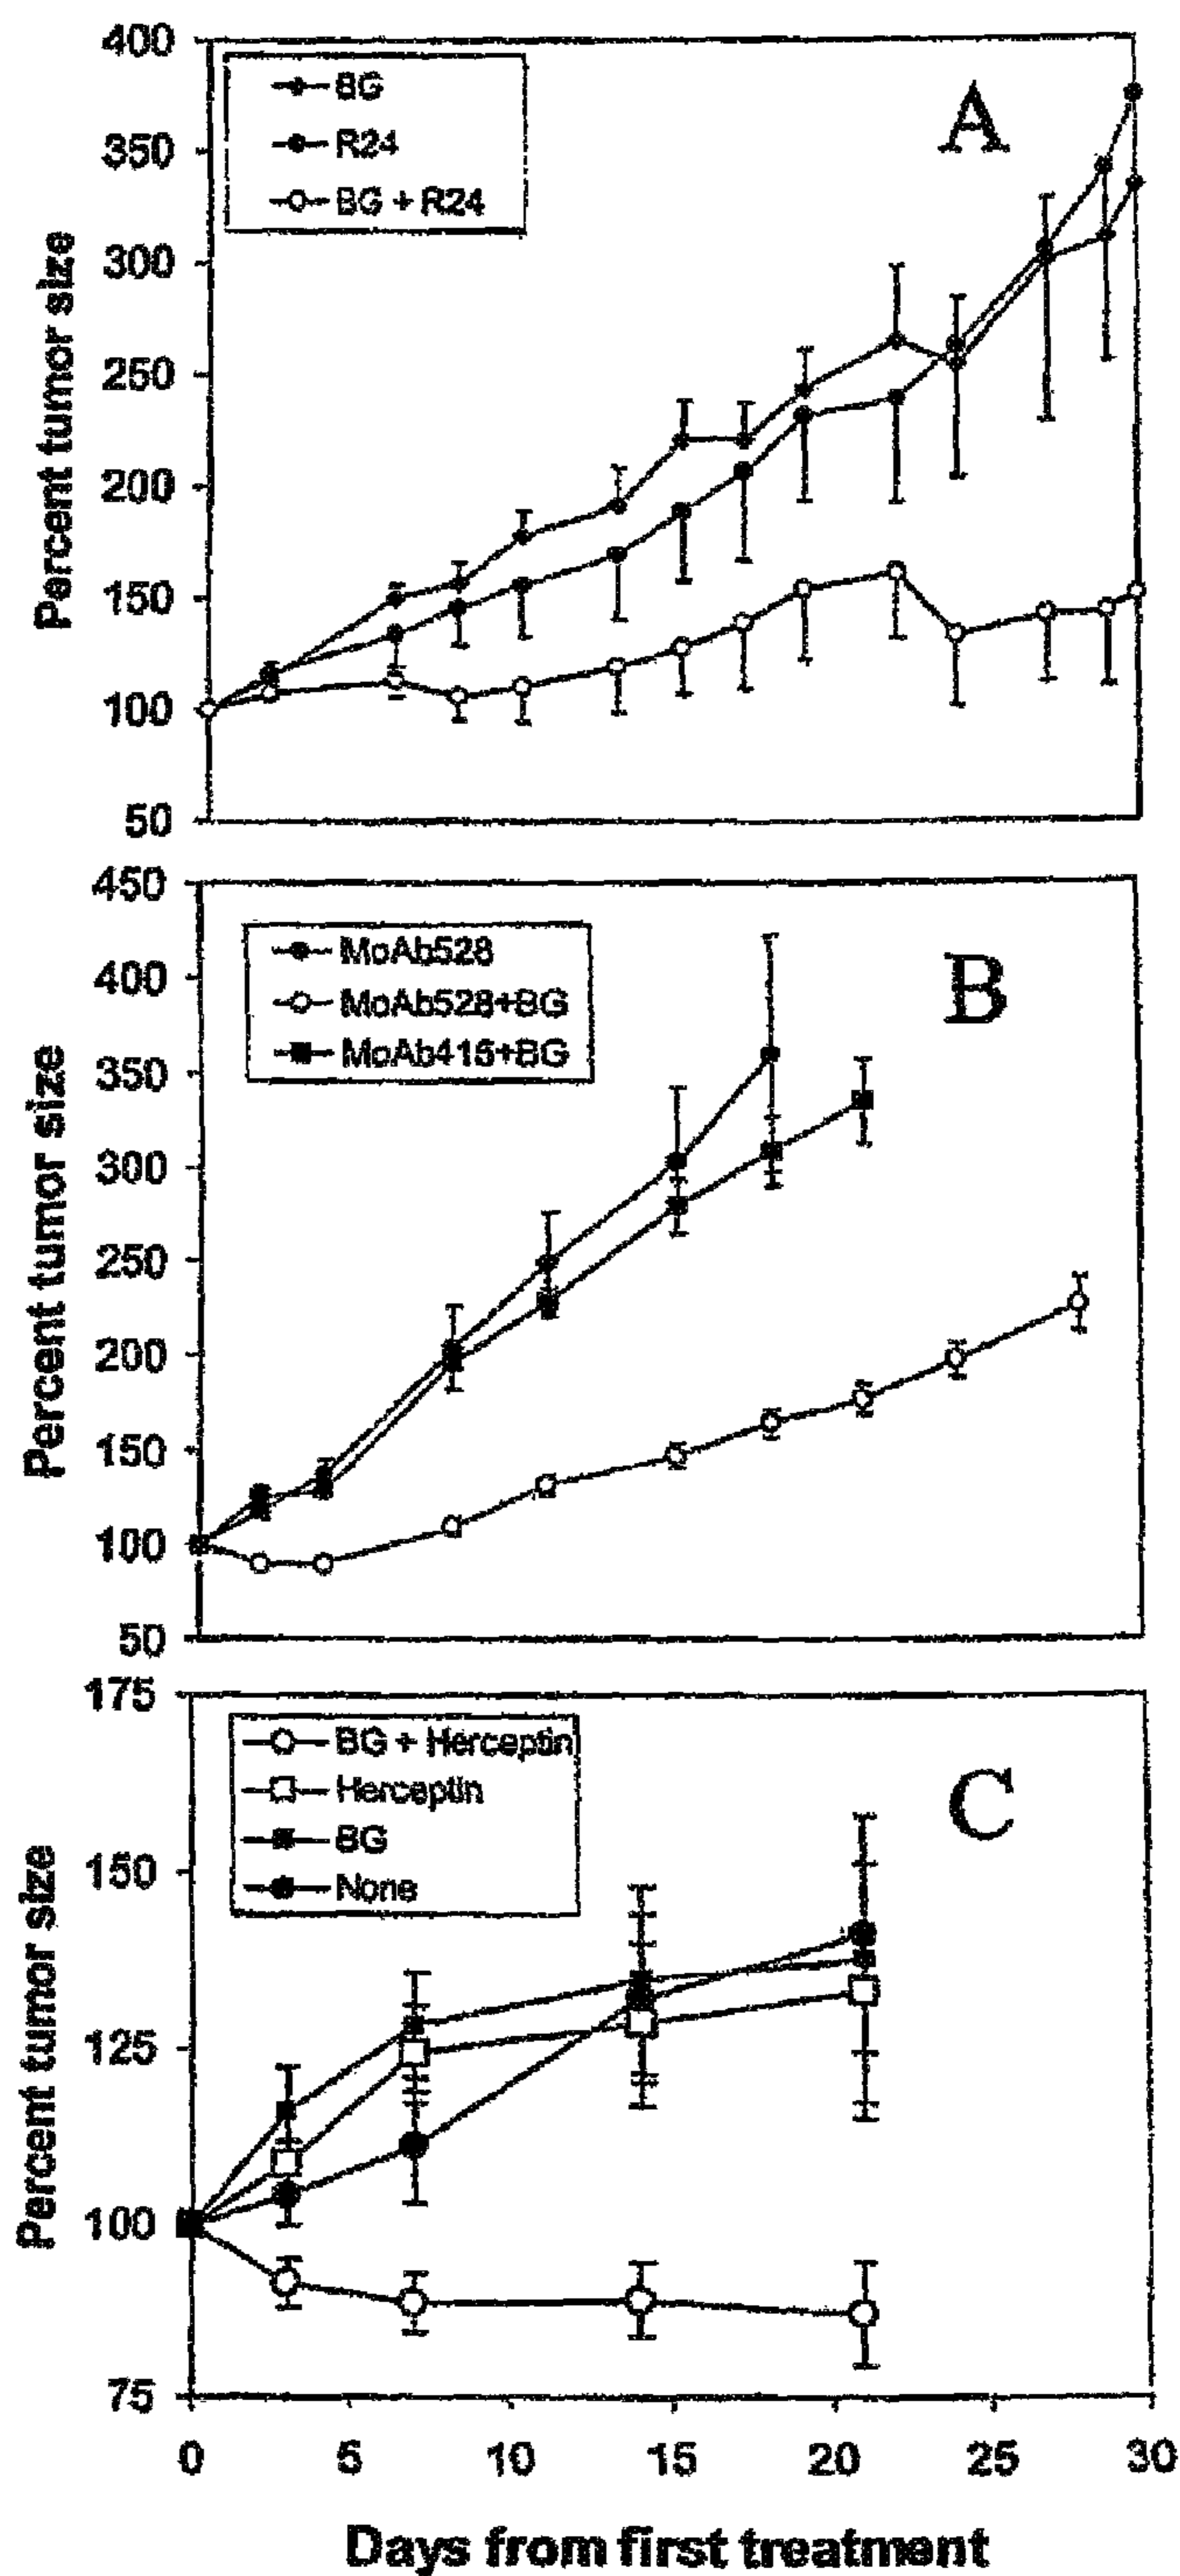 400
350
300
250
200
150
100
50
Percent tumor size
BG
R24
BG + R24
A
450
400
350
300
250
200
150
100
50
Percent tumor size
MoAb528
MoAb528+BG
MoAb415+BG
B
175
150
125
100
75
Percent tumor size
BG + Herceptin
Herceptin
BG
None
C
0 5 10 15 20 25 30
Days from first treatment